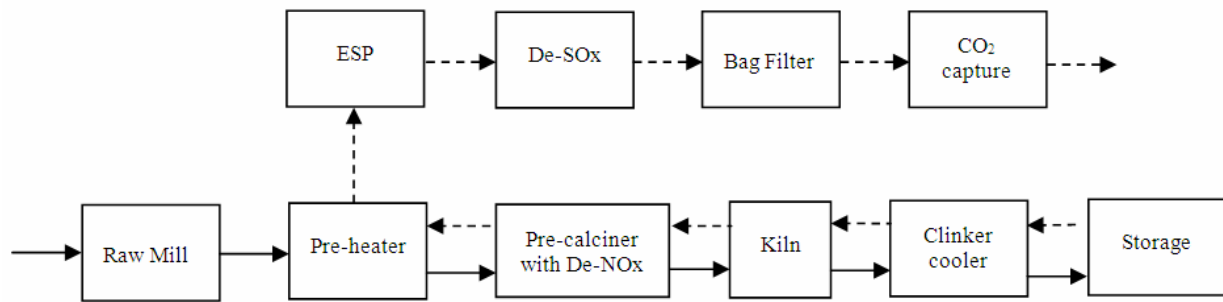 ESP
De-SOx
Bag Filter
CO₂
capture
Raw Mill
Pre-heater
Pre-calciner
with De-NOx
Kiln
Clinker
cooler
Storage